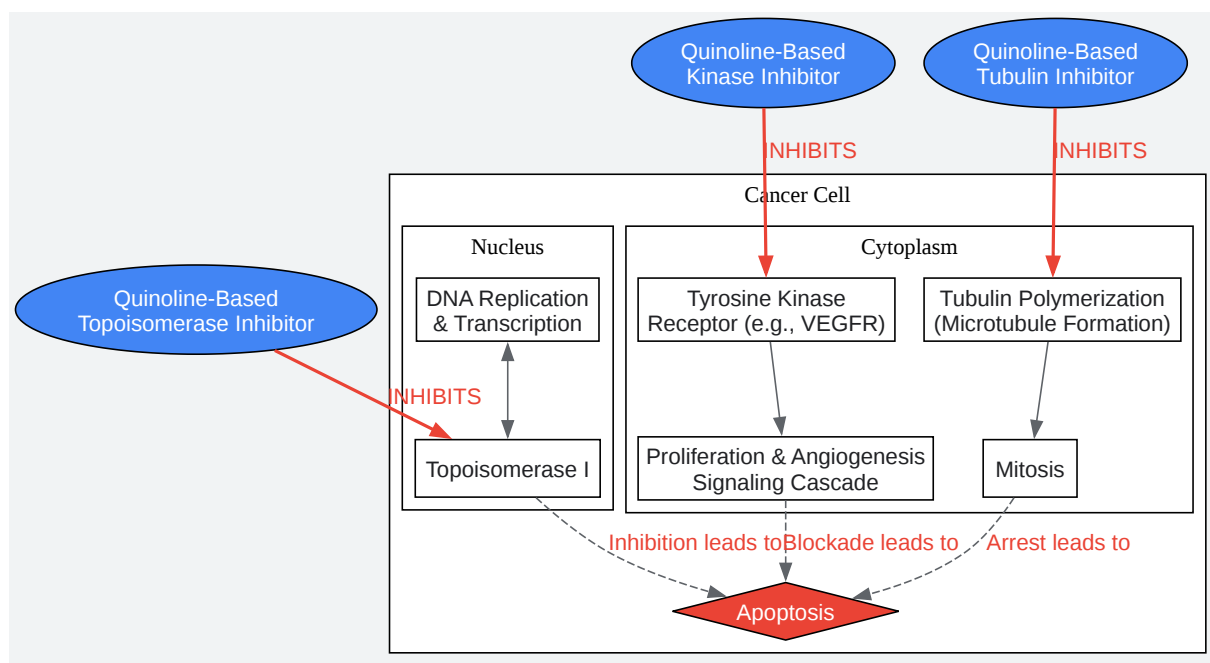 Quinoline-Based
Kinase Inhibitor
Quinoline-Based
Tubulin Inhibitor
INHIBITS
INHIBITS
Cancer Cell
Nucleus
Cytoplasm
Quinoline-Based
Topoisomerase Inhibitor
DNA Replication
& Transcription
Tyrosine Kinase
Receptor (e.g., VEGFR)
Tubulin Polymerization
(Microtubule Formation)
INHIBITS
Topoisomerase I
Proliferation & Angiogenesis
Signaling Cascade
Mitosis
Inhibition leads to
Blockade leads to
Arrest leads to
Apoptosis